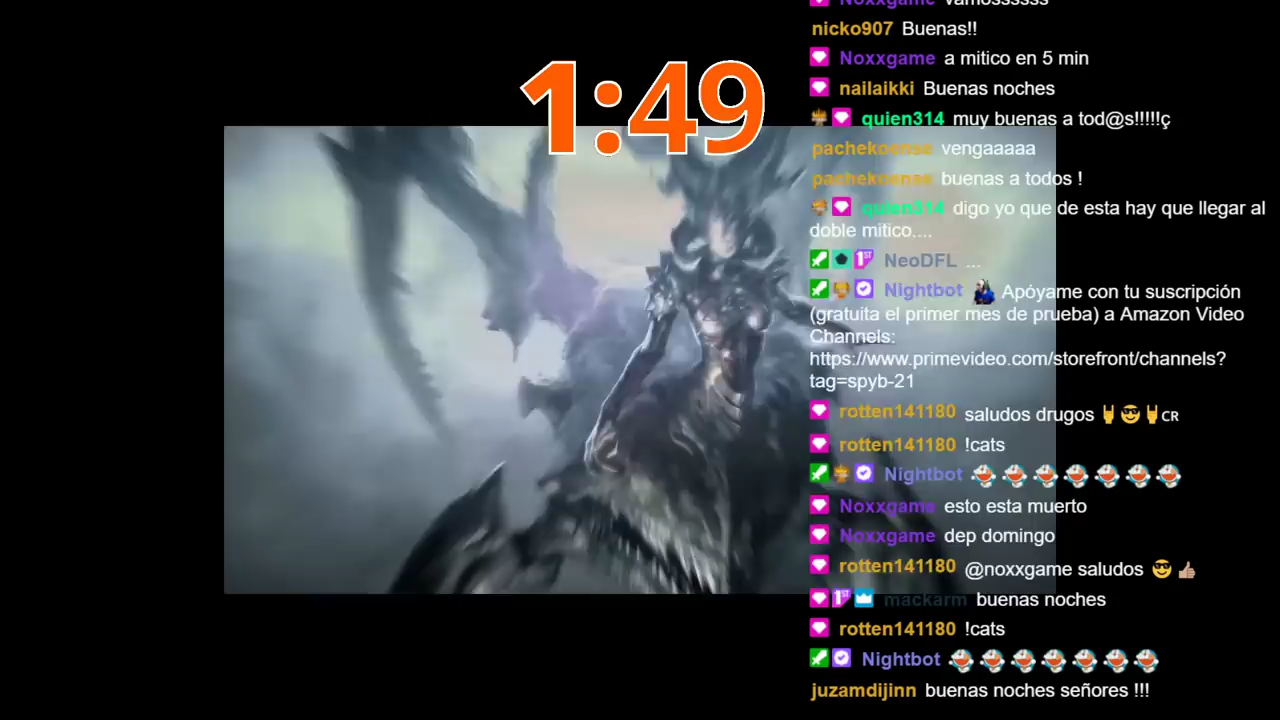 Noxxgame vamosssss
1:49
nicko907 Buenas!!
Noxxgame a mitico en 5 min
nailaikki Buenas noches
quien314 muy buenas a tod@s!!!!!ç
pachekoense vengaaaaa
pachekoense buenas a todos !
quien314 digo yo que de esta hay que llegar al
doble mitico....
1ST NeoDFL ...
Nightbot Apóyame con tu suscripción
(gratuita el primer mes de prueba) a Amazon Video
Channels:
https://www.primevideo.com/storefront/channels?
tag=spyb-21
rotten141180 saludos drugos 🤘😎🤘CR
rotten141180 !cats
Nightbot
Noxxgame esto esta muerto
Noxxgame dep domingo
rotten141180 @noxxgame saludos 😎👍🏼
1ST mackarm buenas noches
rotten141180 !cats
Nightbot
juzamdijinn buenas noches señores !!!